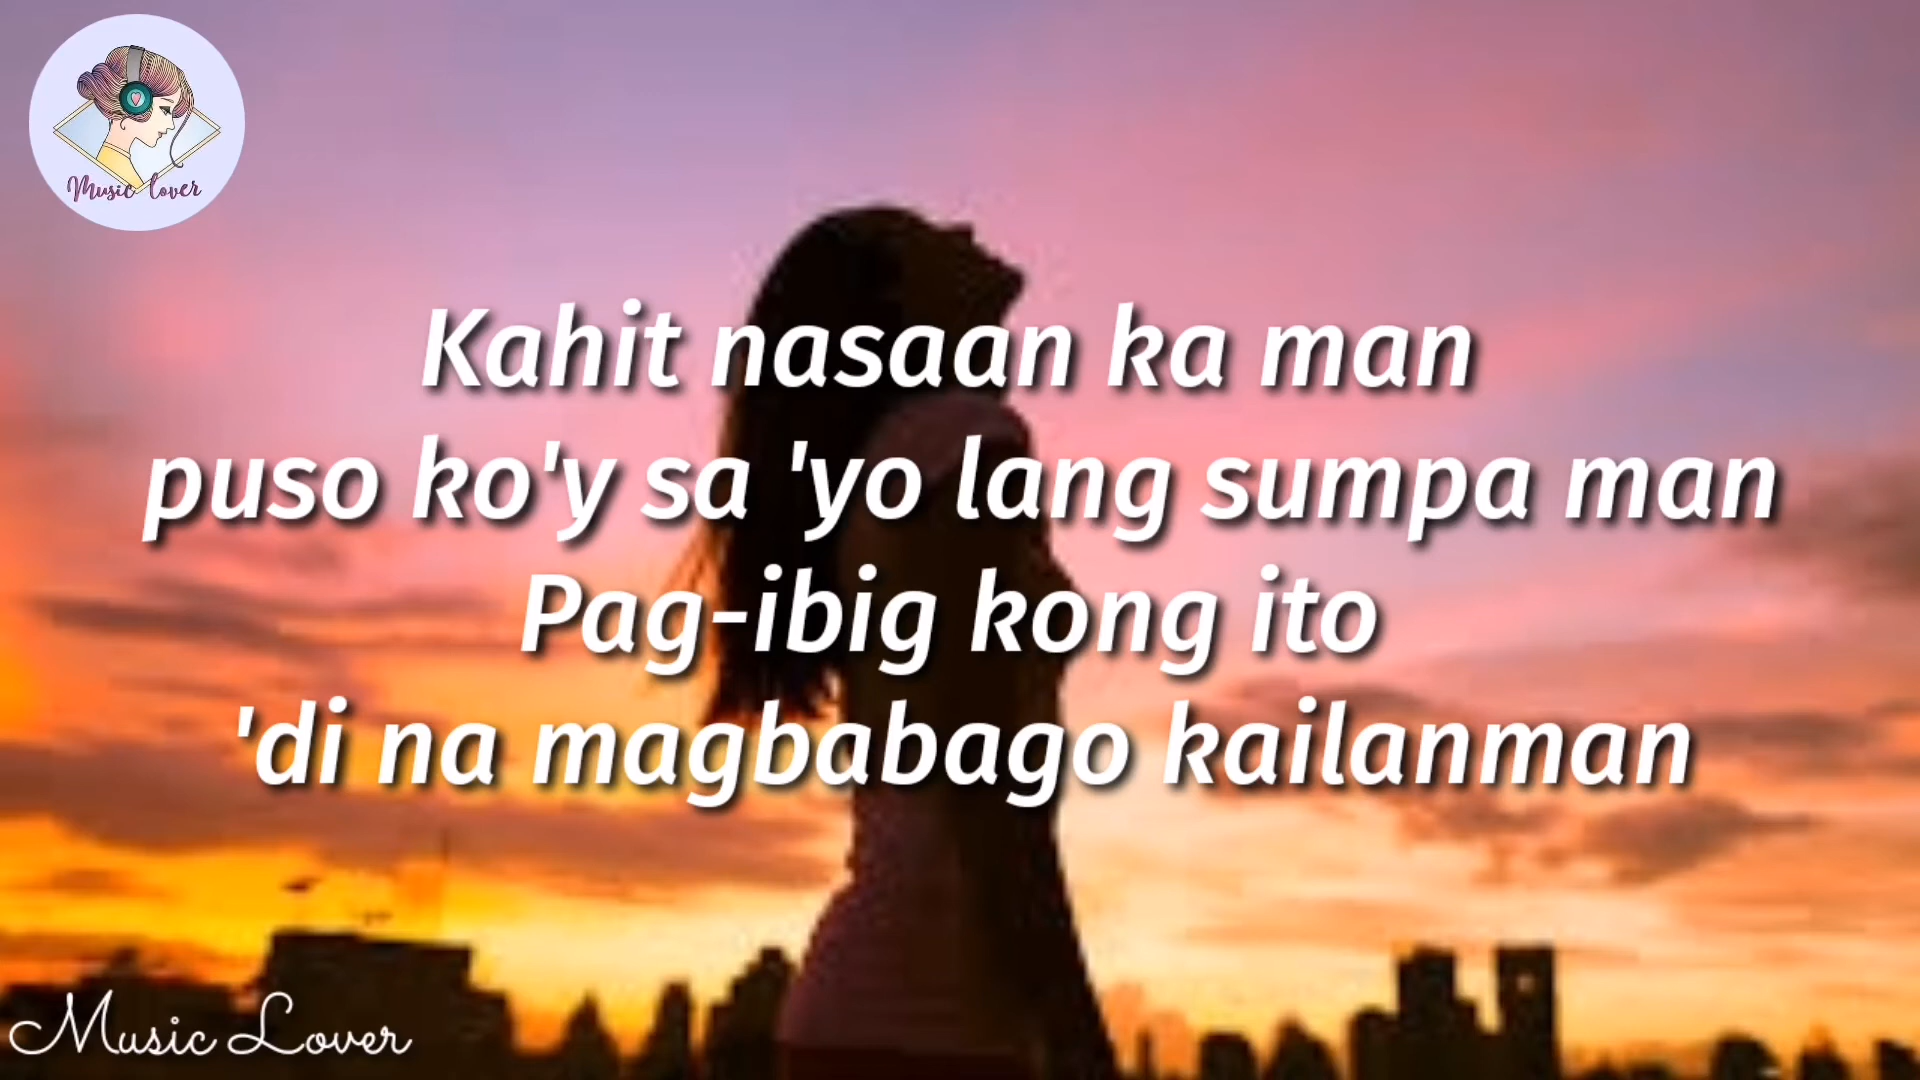 Music lover
Kahit nasaan ka man
puso ko'y sa 'yo lang sumpa man
Pag-ibig kong ito
'di na magbabago kailanman
Music Lover